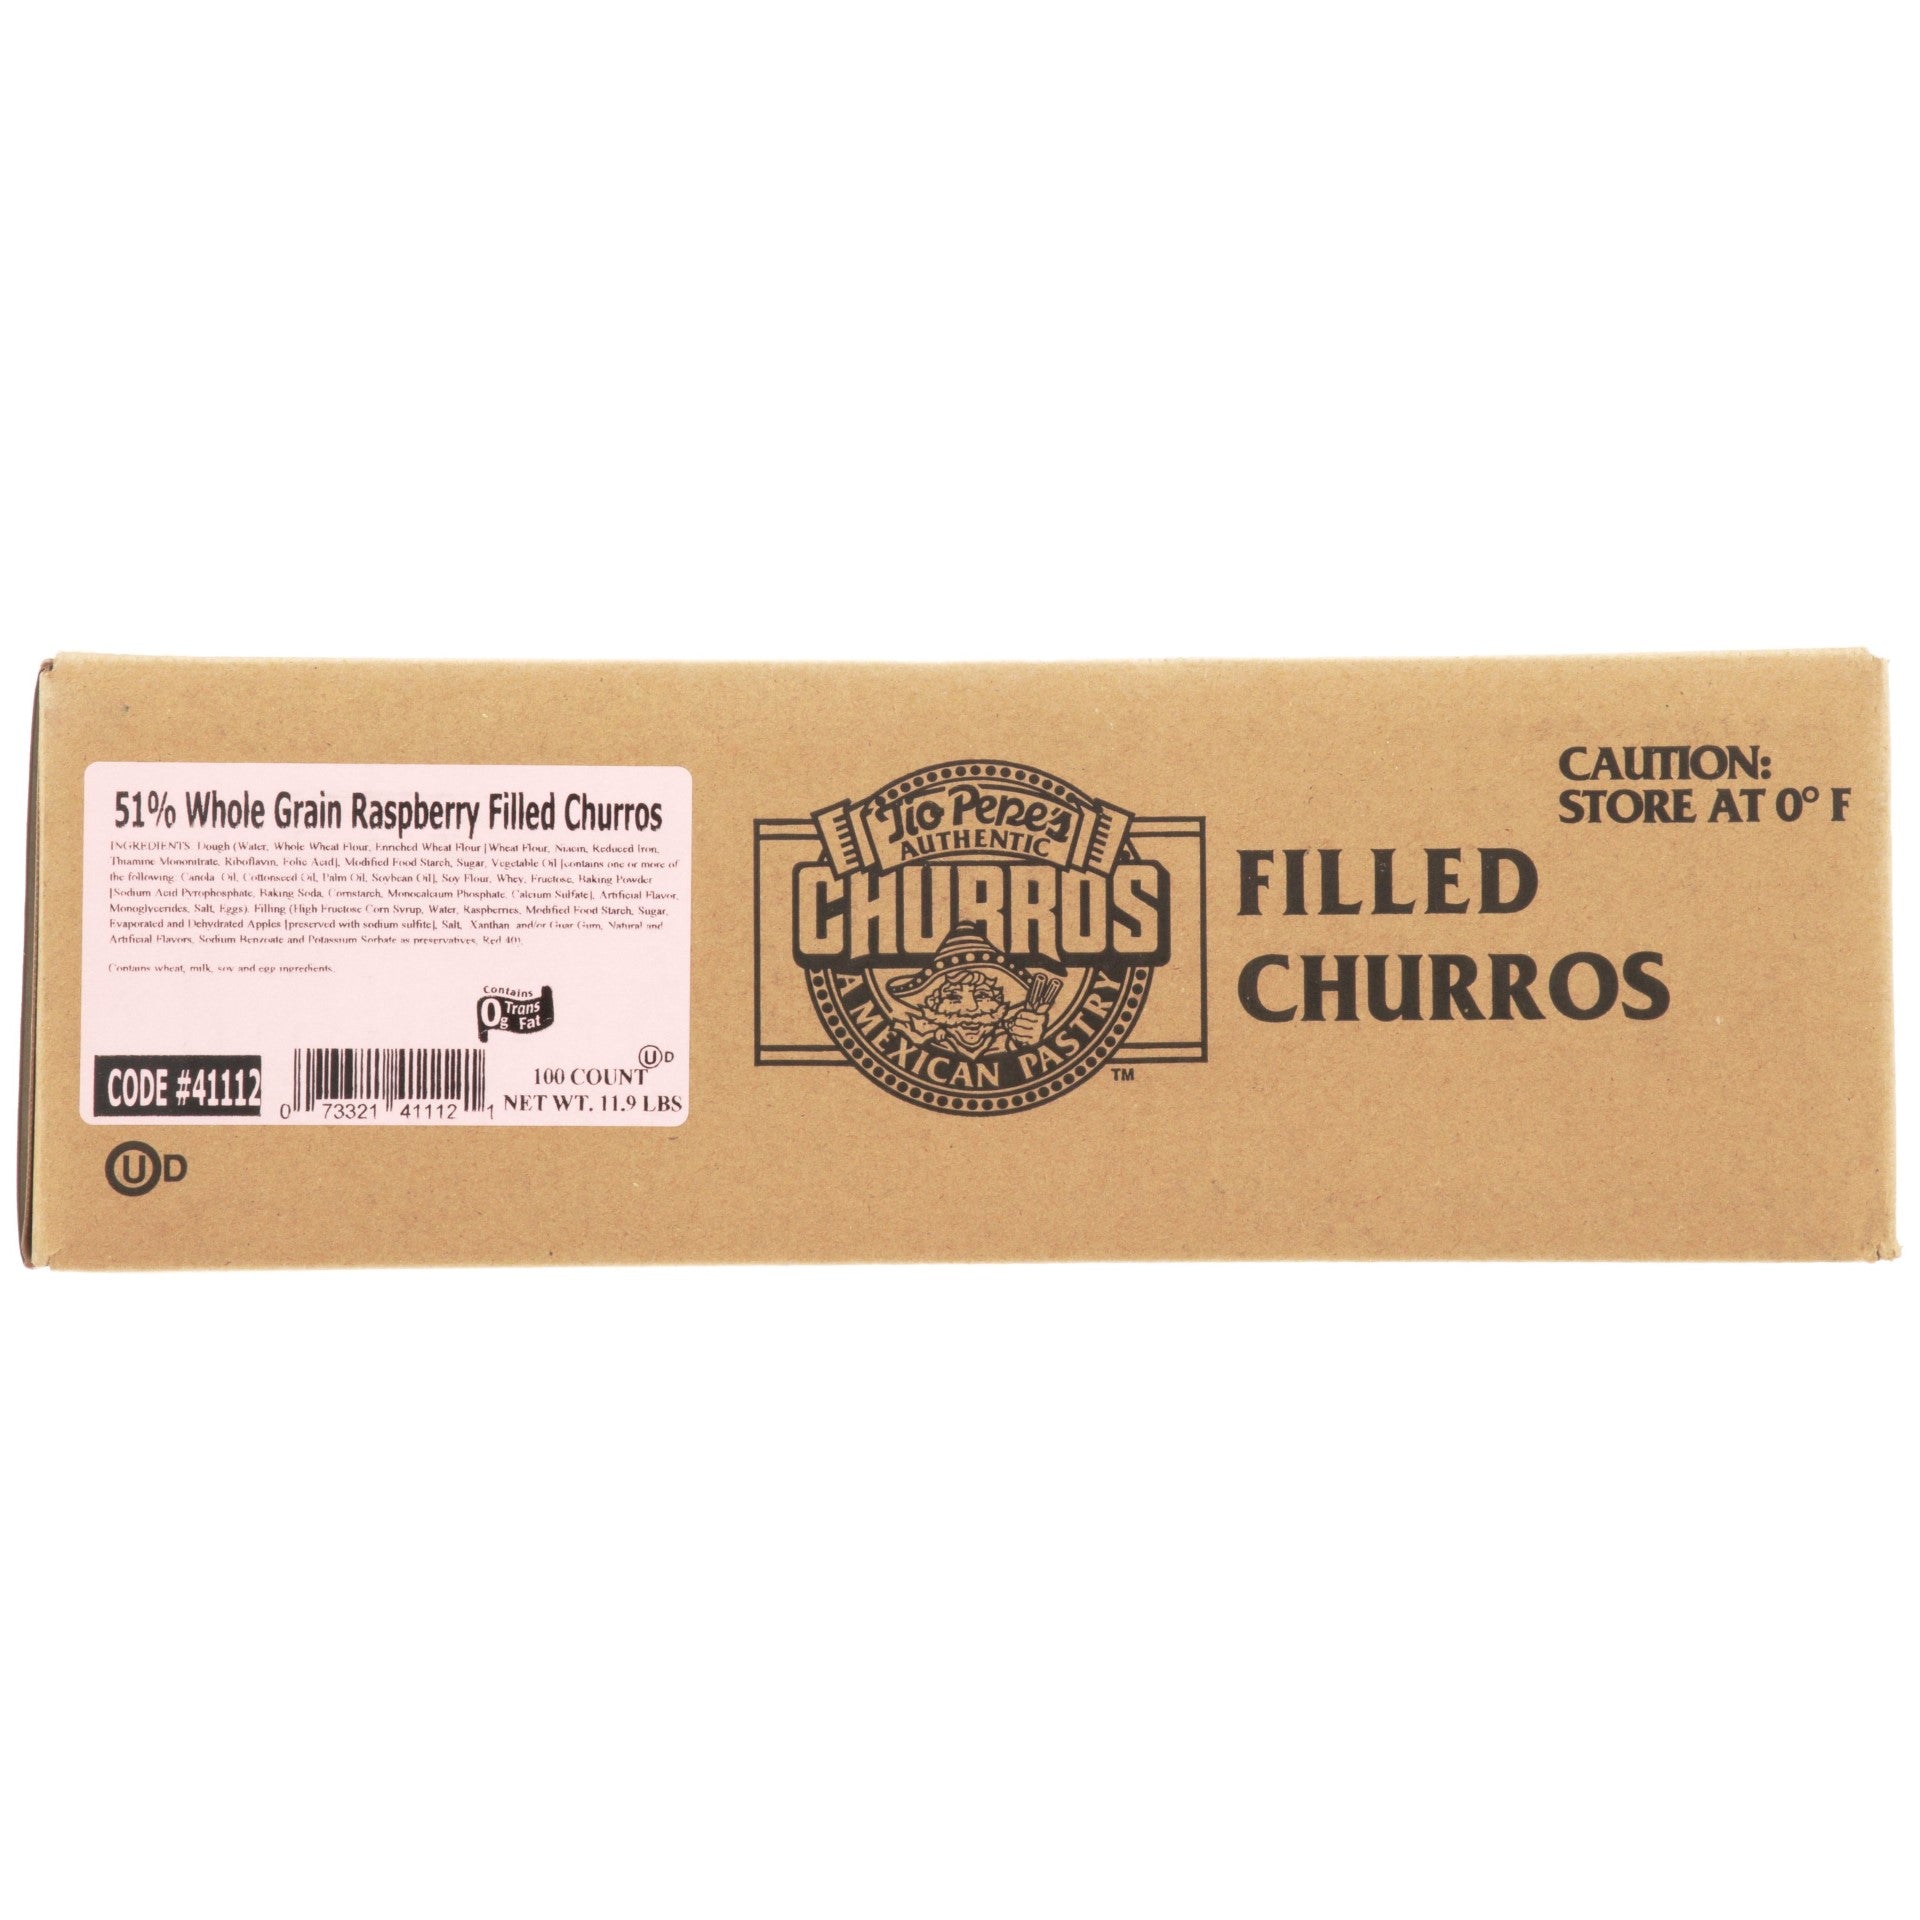 51% Whole Grain Raspberry Filled Churros
INGREDIENTS: Dough (Water, Whole Wheat Flour, Enriched Wheat Flour [Wheat Flour, Niacin, Reduced Iron,
Thiamine Mononitrate, Riboflavin, Folic Acid], Modified Food Starch, Sugar, Vegetable Oil [contains one or more of
the following: Canola Oil, Cottonseed Oil, Palm Oil, Soybean Oil], Soy Flour, Whey, Fructose, Baking Powder
[Sodium Acid Pyrophosphate, Baking Soda, Cornstarch, Monocalcium Phosphate, Calcium Sulfate], Artificial Flavor,
Monoglycerides, Salt, Eggs). Filling (High Fructose Corn Syrup, Water, Raspberries, Modified Food Starch, Sugar,
Evaporated and Dehydrated Apples [preserved with sodium sulfite], Salt, Xanthan and/or Guar Gum, Natural and
Artificial Flavors, Sodium Benzoate and Potassium Sorbate as preservatives, Red 40).
Contains wheat, milk, soy and egg ingredients.
Contains
0g Trans
Fat
CODE #41112
0 73321 41112 1
100 COUNT
U D
NET WT. 11.9 LBS
U D
Tio Pepe's
AUTHENTIC
CHURROS
A MEXICAN PASTRY
TM
FILLED
CHURROS
CAUTION:
STORE AT 0° F